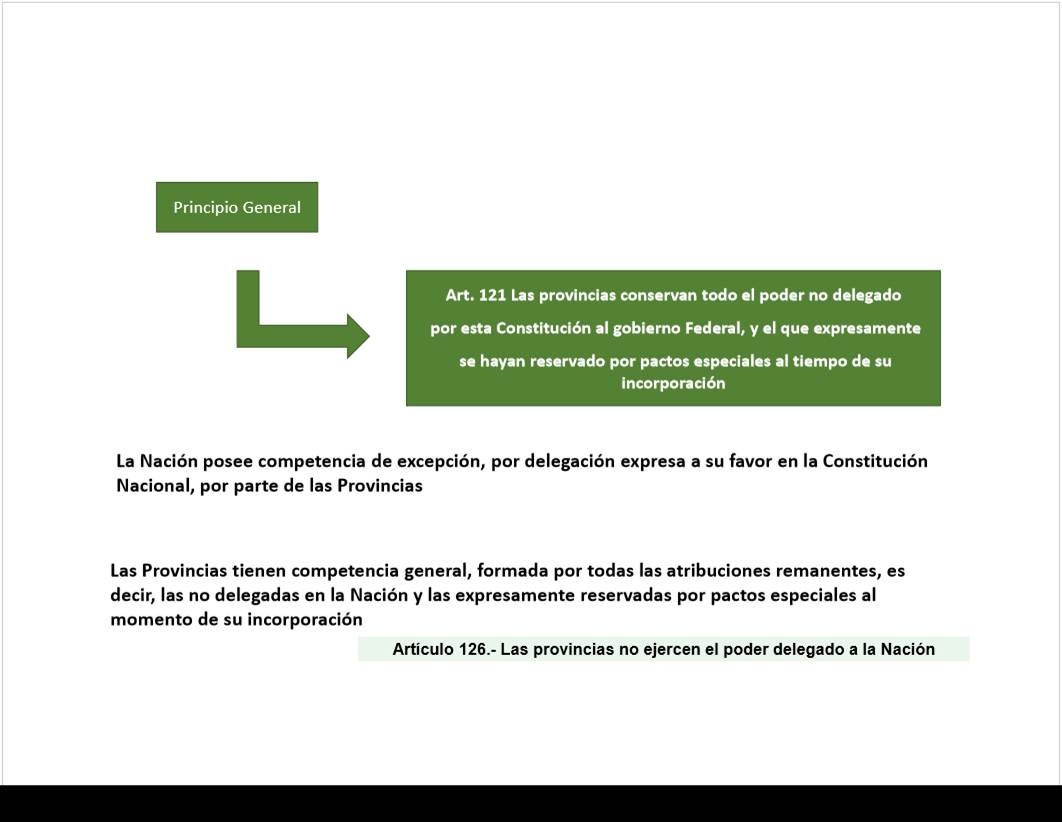 Principio General
Art. 121 Las provincias conservan todo el poder no delegado
por esta Constitución al gobierno Federal, y el que expresamente
se hayan reservado por pactos especiales al tiempo de su
incorporación
La Nación posee competencia de excepción, por delegación expresa a su favor en la Constitución
Nacional, por parte de las Provincias
Las Provincias tienen competencia general, formada por todas las atribuciones remanentes, es
decir, las no delegadas en la Nación y las expresamente reservadas por pactos especiales al
momento de su incorporación
Artículo 126.- Las provincias no ejercen el poder delegado a la Nación